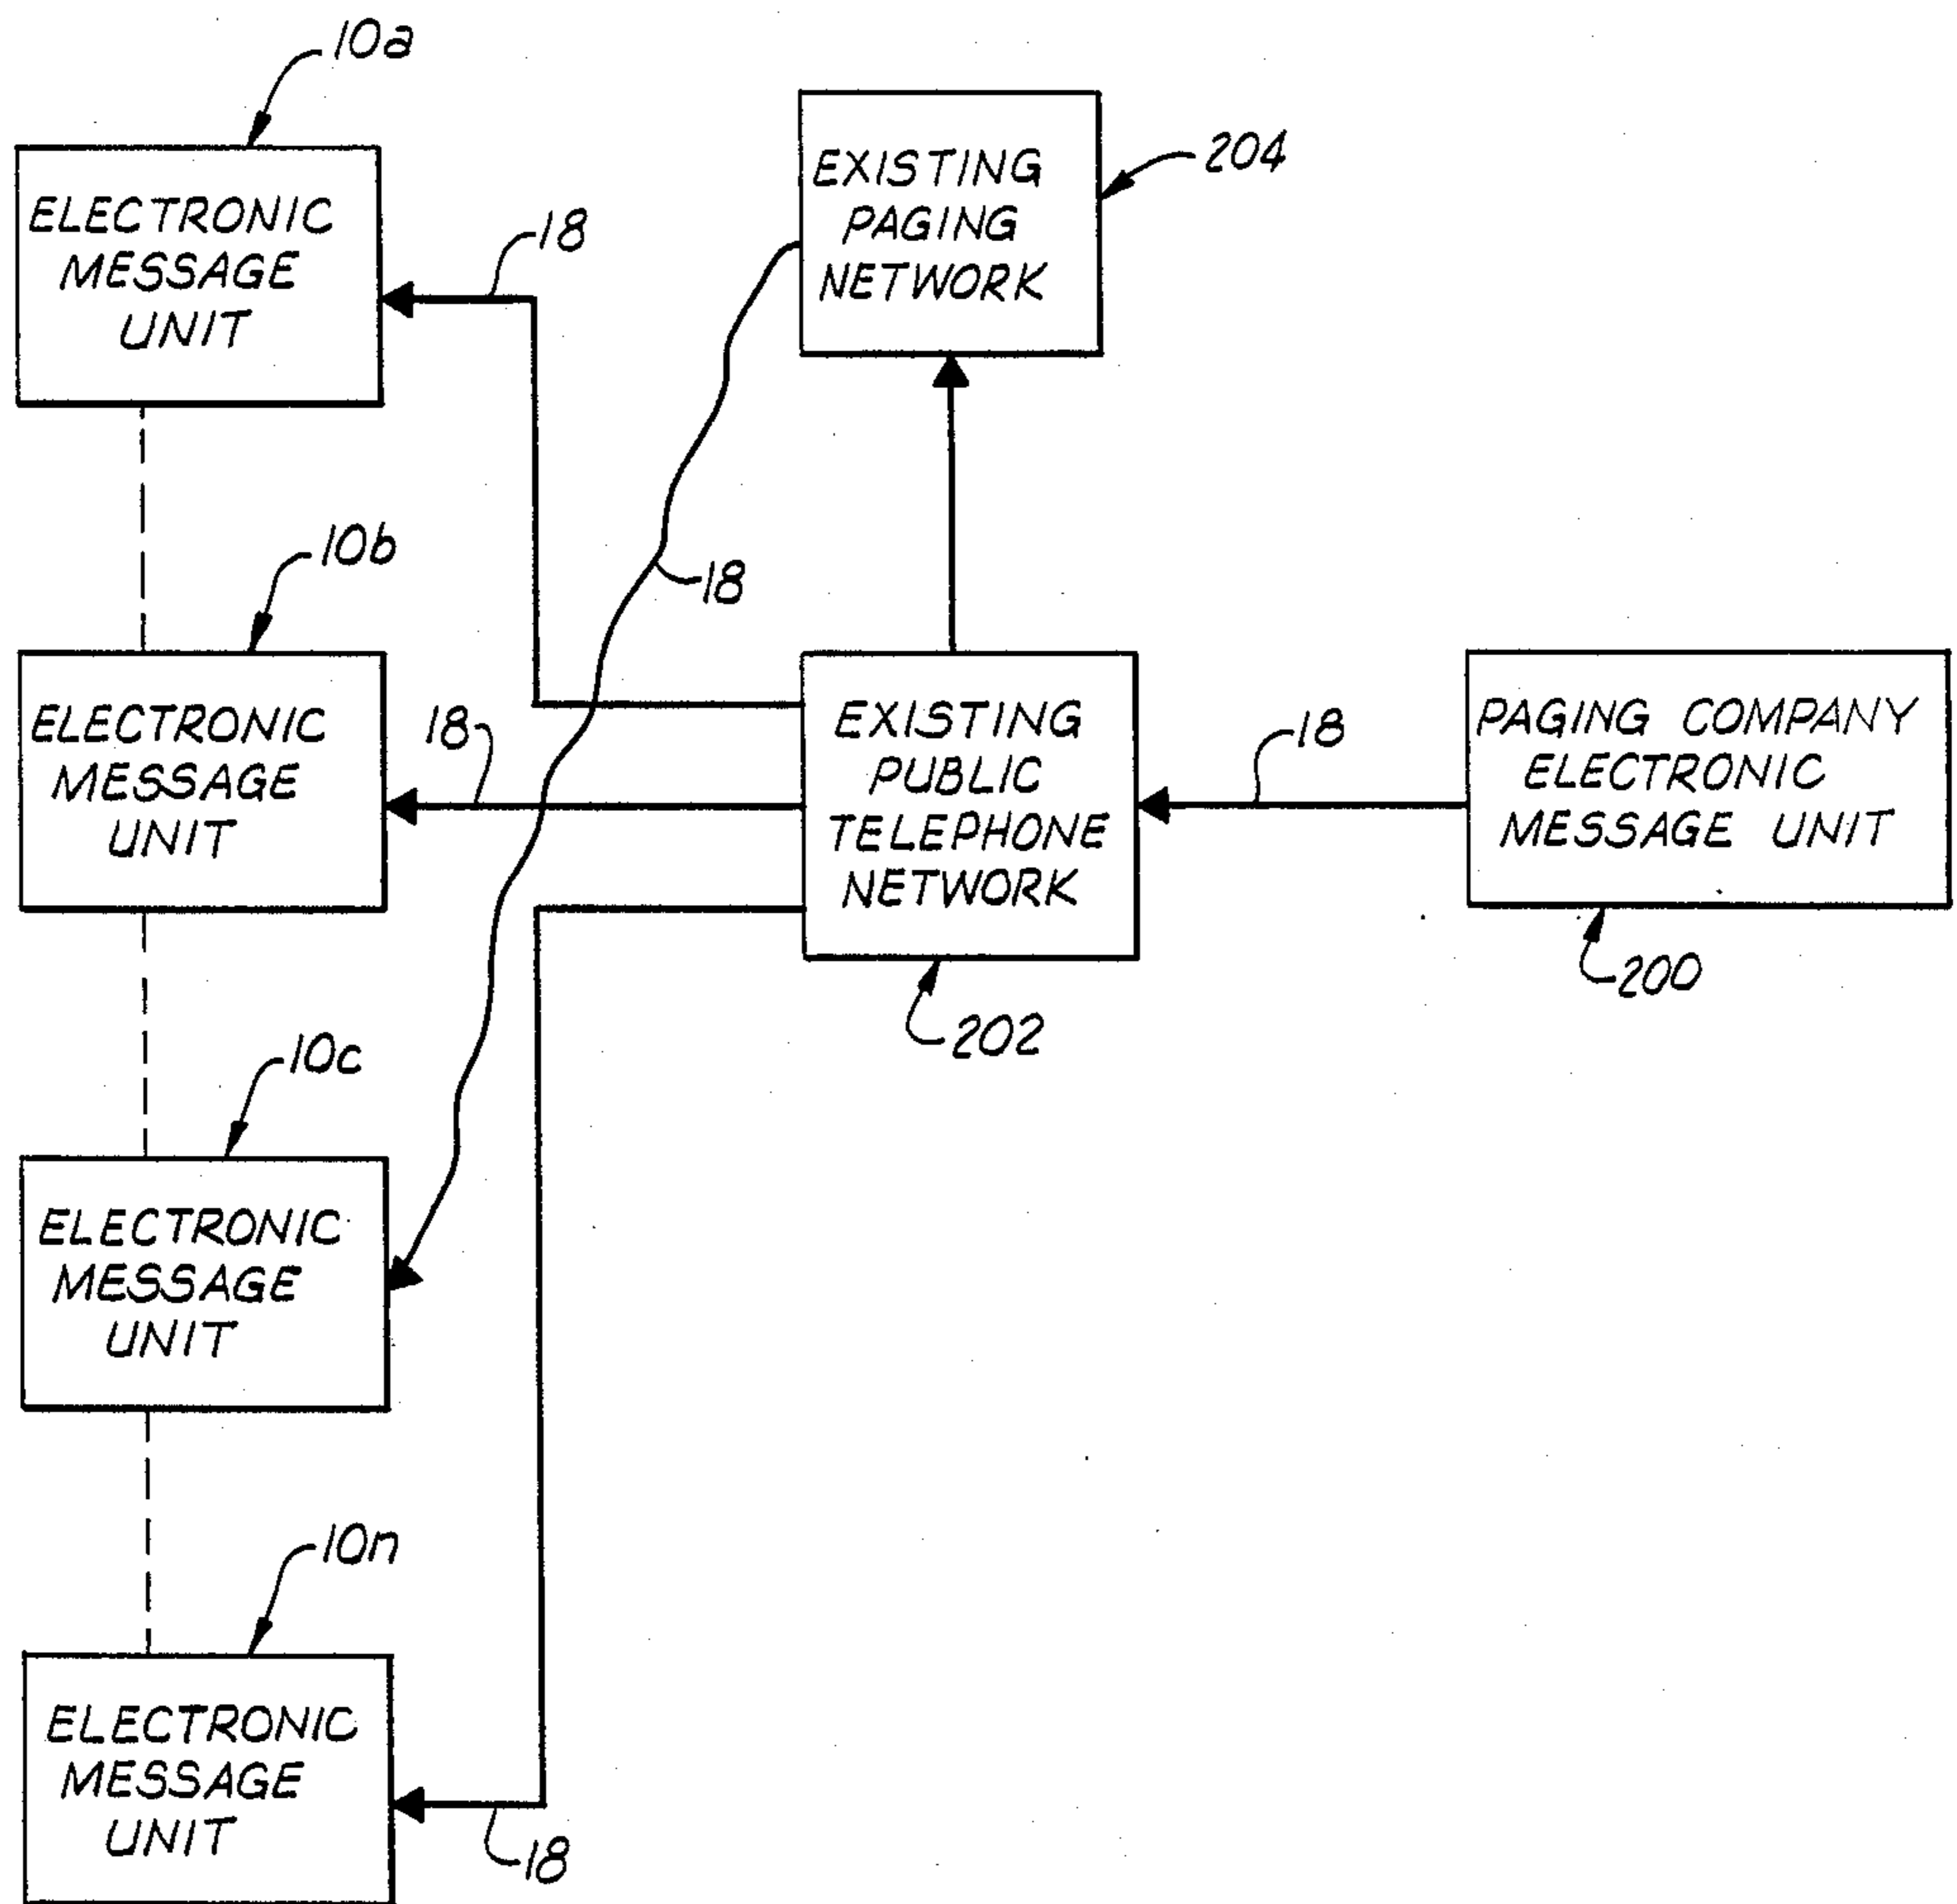 10a
ELECTRONIC
MESSAGE
UNIT
18
EXISTING
PAGING
NETWORK
204
10b
ELECTRONIC
MESSAGE
UNIT
18
18
EXISTING
PUBLIC
TELEPHONE
NETWORK
202
18
PAGING COMPANY
ELECTRONIC
MESSAGE UNIT
200
10c
ELECTRONIC
MESSAGE
UNIT
10n
ELECTRONIC
MESSAGE
UNIT
18